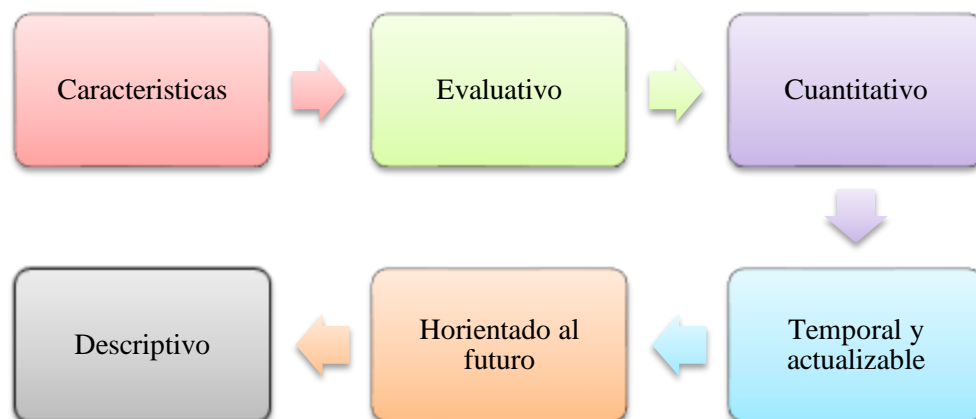 Caracteristicas
Evaluativo
Cuantitativo
Temporal y
actualizable
Horientado al
futuro
Descriptivo